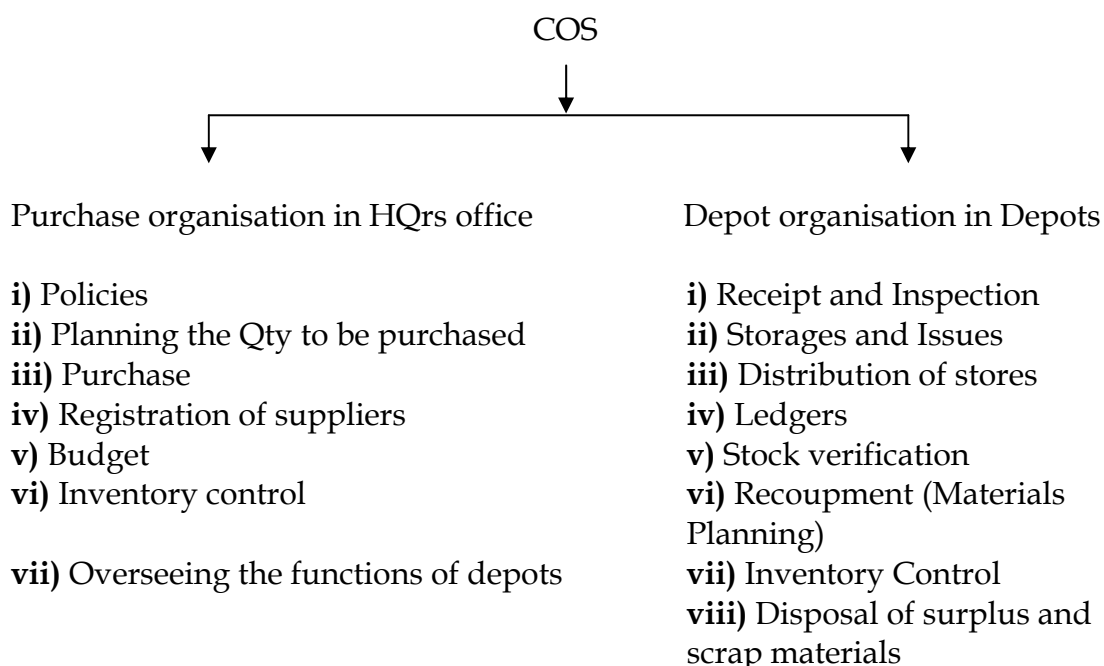 COS
Purchase organisation in HQrs office
i) Policies
ii) Planning the Qty to be purchased
iii) Purchase
iv) Registration of suppliers
v) Budget
vi) Inventory control
vii) Overseeing the functions of depots
Depot organisation in Depots
i) Receipt and Inspection
ii) Storages and Issues
iii) Distribution of stores
iv) Ledgers
v) Stock verification
vi) Recoupment (Materials
Planning)
vii) Inventory Control
viii) Disposal of surplus and
scrap materials